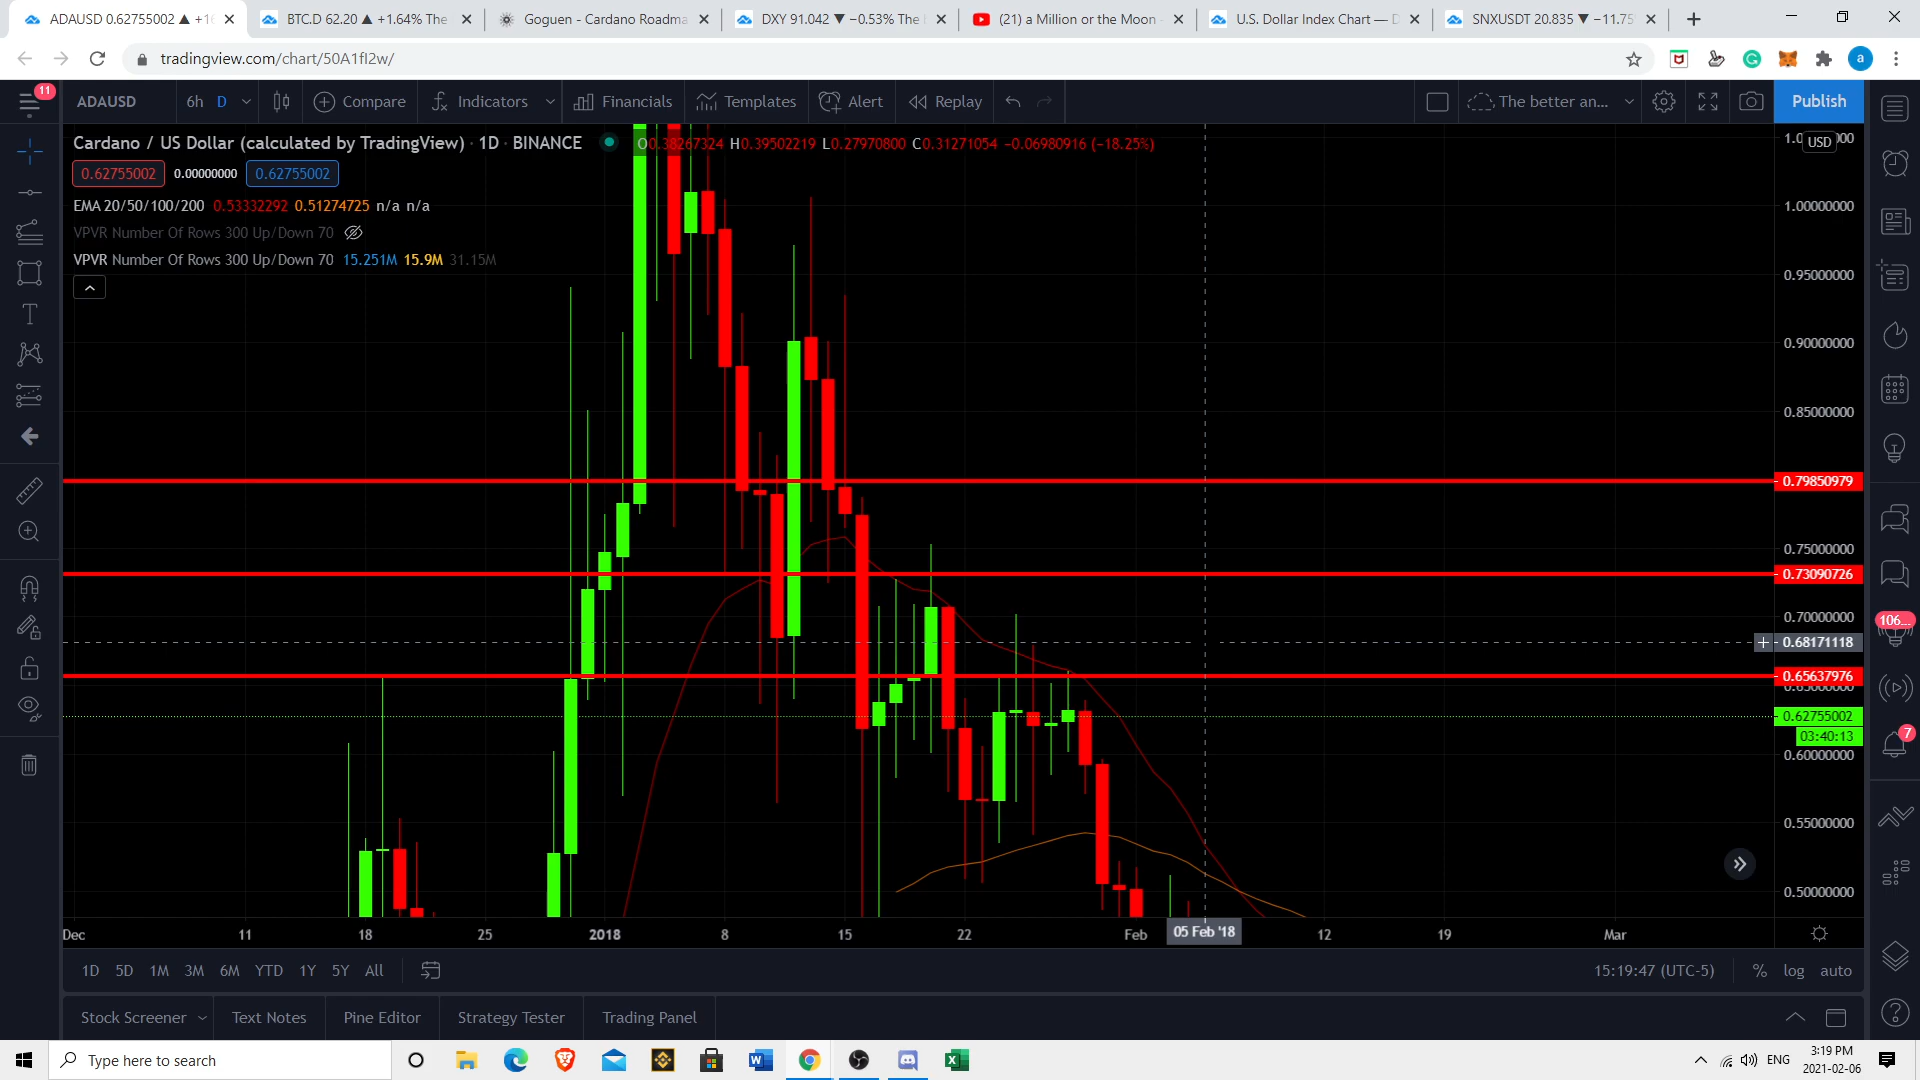 ADAUSD 0.62755002 ▲ +16
BTC.D 62.20 ▲ +1.64% The
Goguen - Cardano Roadma
DXY 91.042 ▼ −0.53% The
(21) a Million or the Moon
U.S. Dollar Index Chart —
SNXUSDT 20.835 ▼ −11.75
tradingview.com/chart/50A1fI2w/
a
11
ADAUSD
6h D
Compare
Indicators
Financials
Templates
Alert
Replay
The better an...
Publish
Cardano / US Dollar (calculated by TradingView) · 1D · BINANCE
O0.38267324 H0.39502219 L0.27970800 C0.31271054 −0.06980916 (−18.25%)
USD
0.62755002 0.00000000 0.62755002
EMA 20/50/100/200 0.53332292 0.51274725 n/a n/a
VPVR Number Of Rows 300 Up/Down 70
VPVR Number Of Rows 300 Up/Down 70 15.251M 15.9M 31.15M
1.00000000
0.95000000
0.90000000
0.85000000
0.79850979
0.75000000
0.73090726
0.70000000
0.68171118
0.65637976
0.65000000
0.62755002
03:40:13
0.60000000
0.55000000
0.50000000
106...
7
Dec 11 18 25 2018 8 15 22 Feb 05 Feb '18 12 19 Mar
1D 5D 1M 3M 6M YTD 1Y 5Y All
15:19:47 (UTC-5) % log auto
Stock Screener Text Notes Pine Editor Strategy Tester Trading Panel
Type here to search
ENG
3:19 PM
2021-02-06